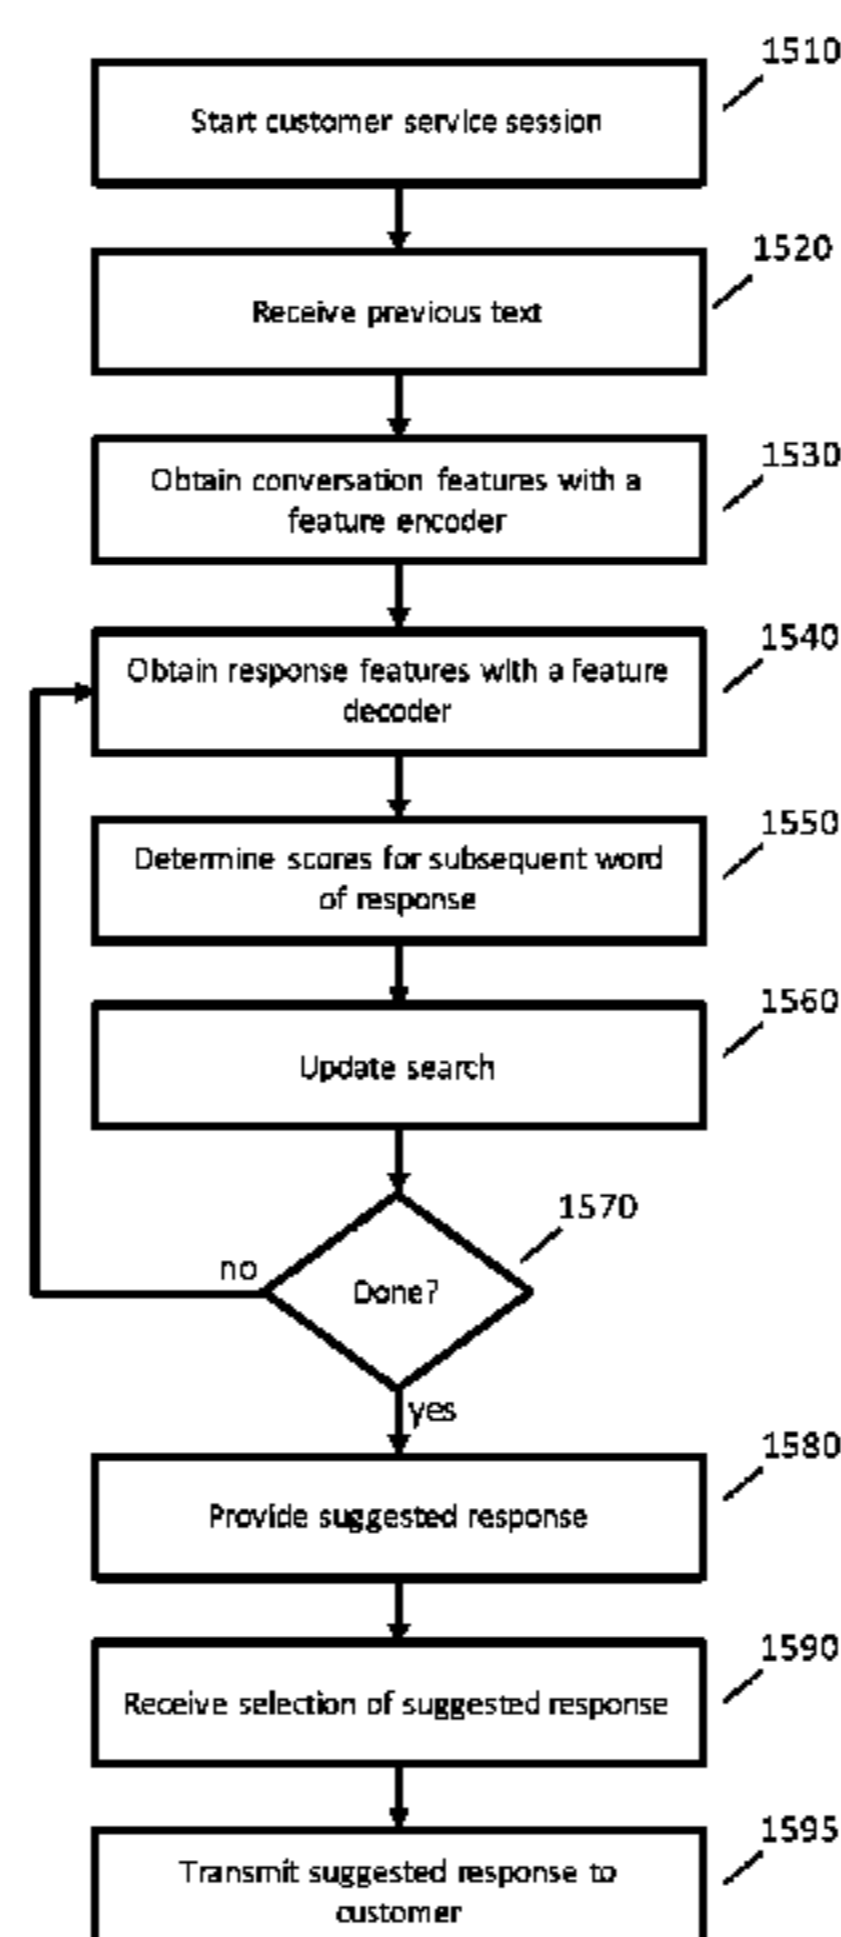 1510
Start customer service session
1520
Receive previous text
1530
Obtain conversation features with a
feature encoder
1540
Obtain response features with a feature
decoder
1550
Determine scores for subsequent word
of response
1560
Update search
1570
no
Done?
yes
1580
Provide suggested response
1590
Receive selection of suggested response
1595
Transmit suggested response to
customer